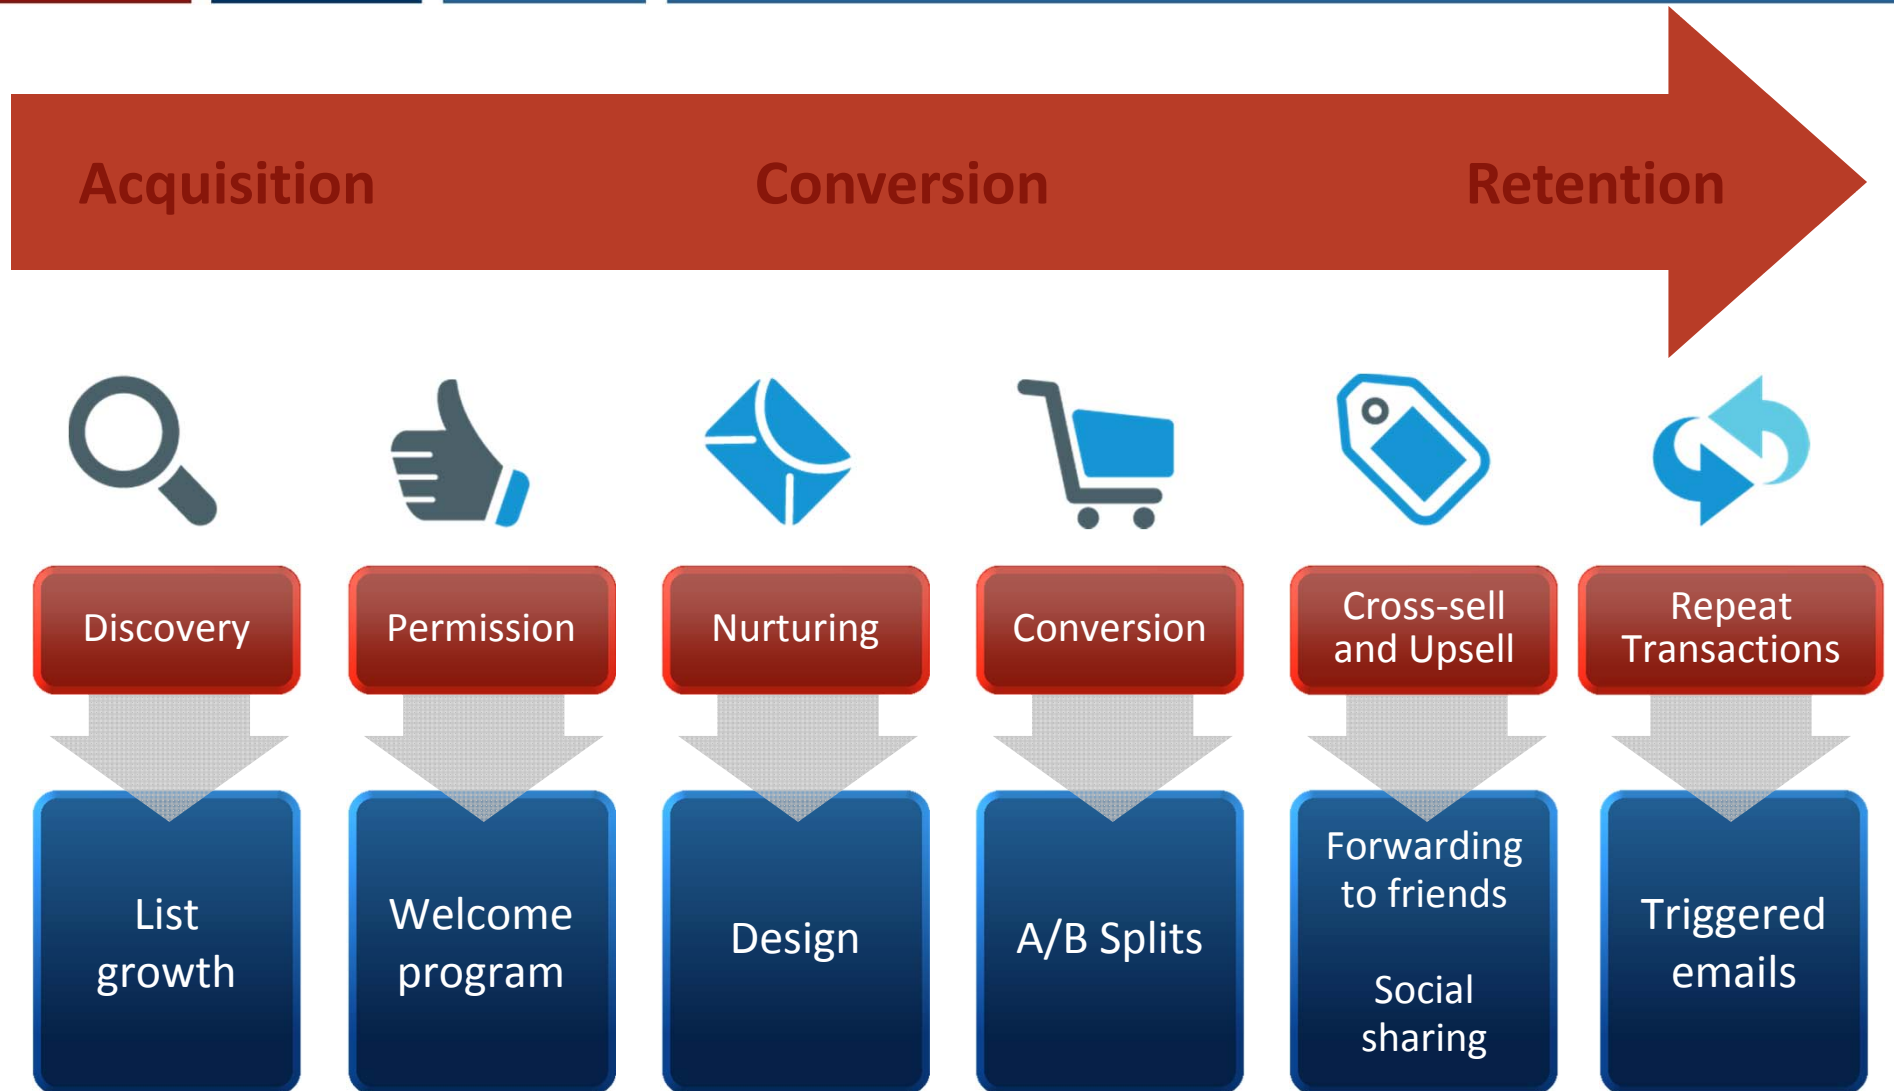 Acquisition
Conversion
Retention
Discovery
Permission
Nurturing
Conversion
Cross-sell
and Upsell
Repeat
Transactions
List
growth
Welcome
program
Design
A/B Splits
Forwarding
to friends
Social
sharing
Triggered
emails